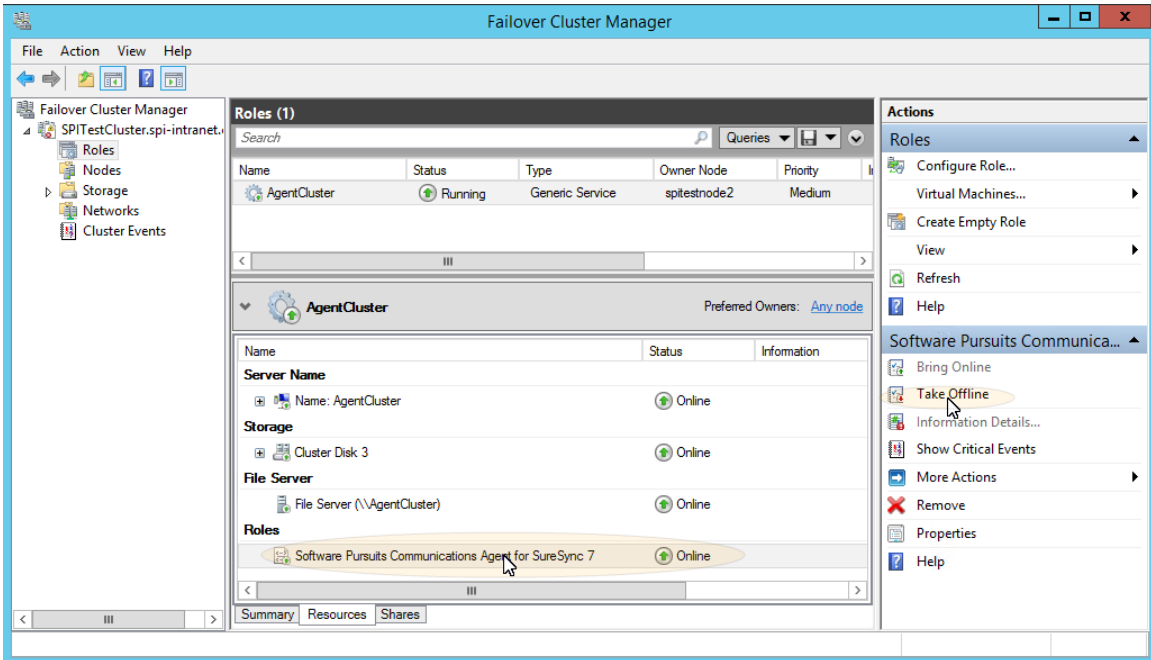 Failover Cluster Manager
File Action View Help
Failover Cluster Manager
SPITestCluster.spi-intranet.
Roles
Nodes
Storage
Networks
Cluster Events
Roles (1)
Search
Queries
Name Status Type Owner Node Priority
AgentCluster Running Generic Service spitestnode2 Medium
AgentCluster
Preferred Owners: Any node
Name Status Information
Server Name
Name: AgentCluster Online
Storage
Cluster Disk 3 Online
File Server
File Server (\\AgentCluster) Online
Roles
Software Pursuits Communications Agent for SureSync 7 Online
Summary Resources Shares
Actions
Roles
Configure Role...
Virtual Machines...
Create Empty Role
View
Refresh
Help
Software Pursuits Communica...
Bring Online
Take Offline
Information Details...
Show Critical Events
More Actions
Remove
Properties
Help